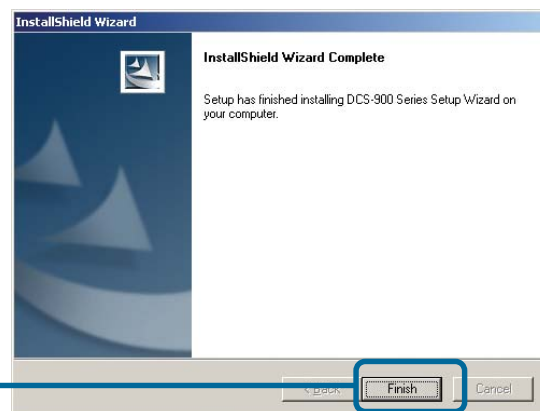 InstallShield Wizard
InstallShield Wizard Complete
Setup has finished installing DCS-900 Series Setup Wizard on
your computer.
< Back Finish Cancel